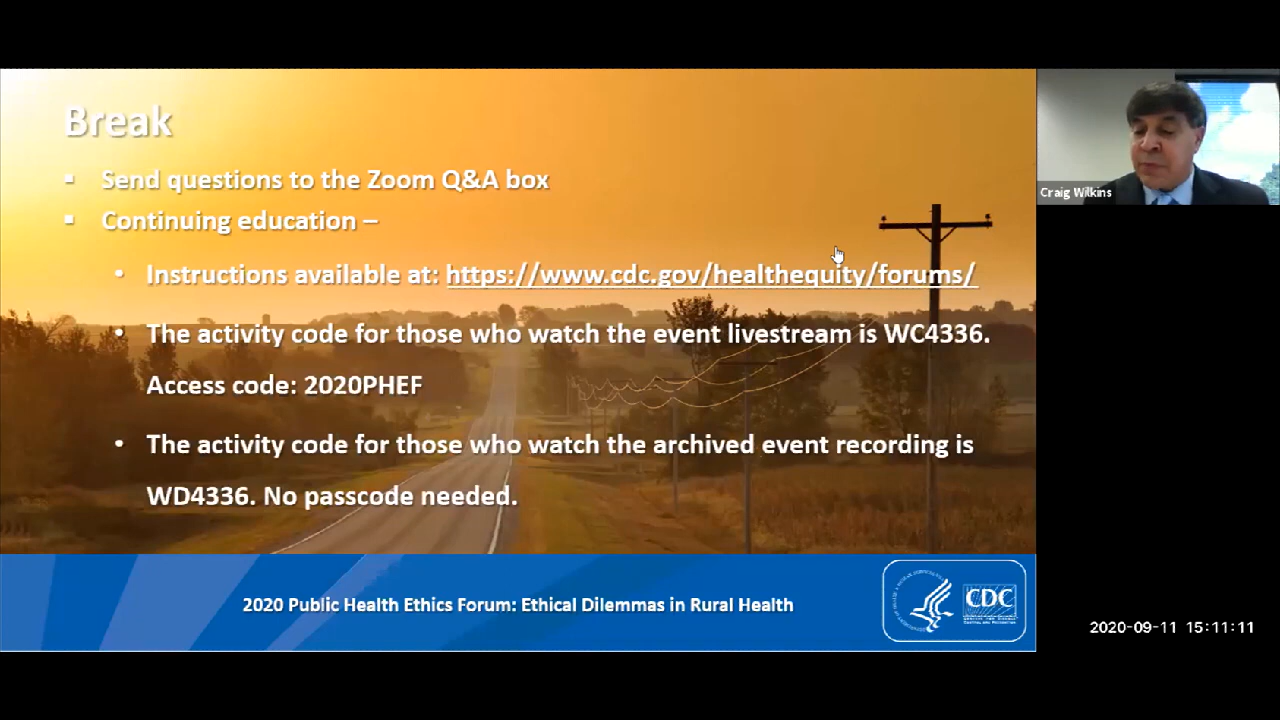 Break
▪ Send questions to the Zoom Q&A box
▪ Continuing education –
• Instructions available at: https://www.cdc.gov/healthequity/forums/
• The activity code for those who watch the event livestream is WC4336.
Access code: 2020PHEF
• The activity code for those who watch the archived event recording is
WD4336. No passcode needed.
2020 Public Health Ethics Forum: Ethical Dilemmas in Rural Health
CDC
Craig Wilkins
2020-09-11 15:11:11